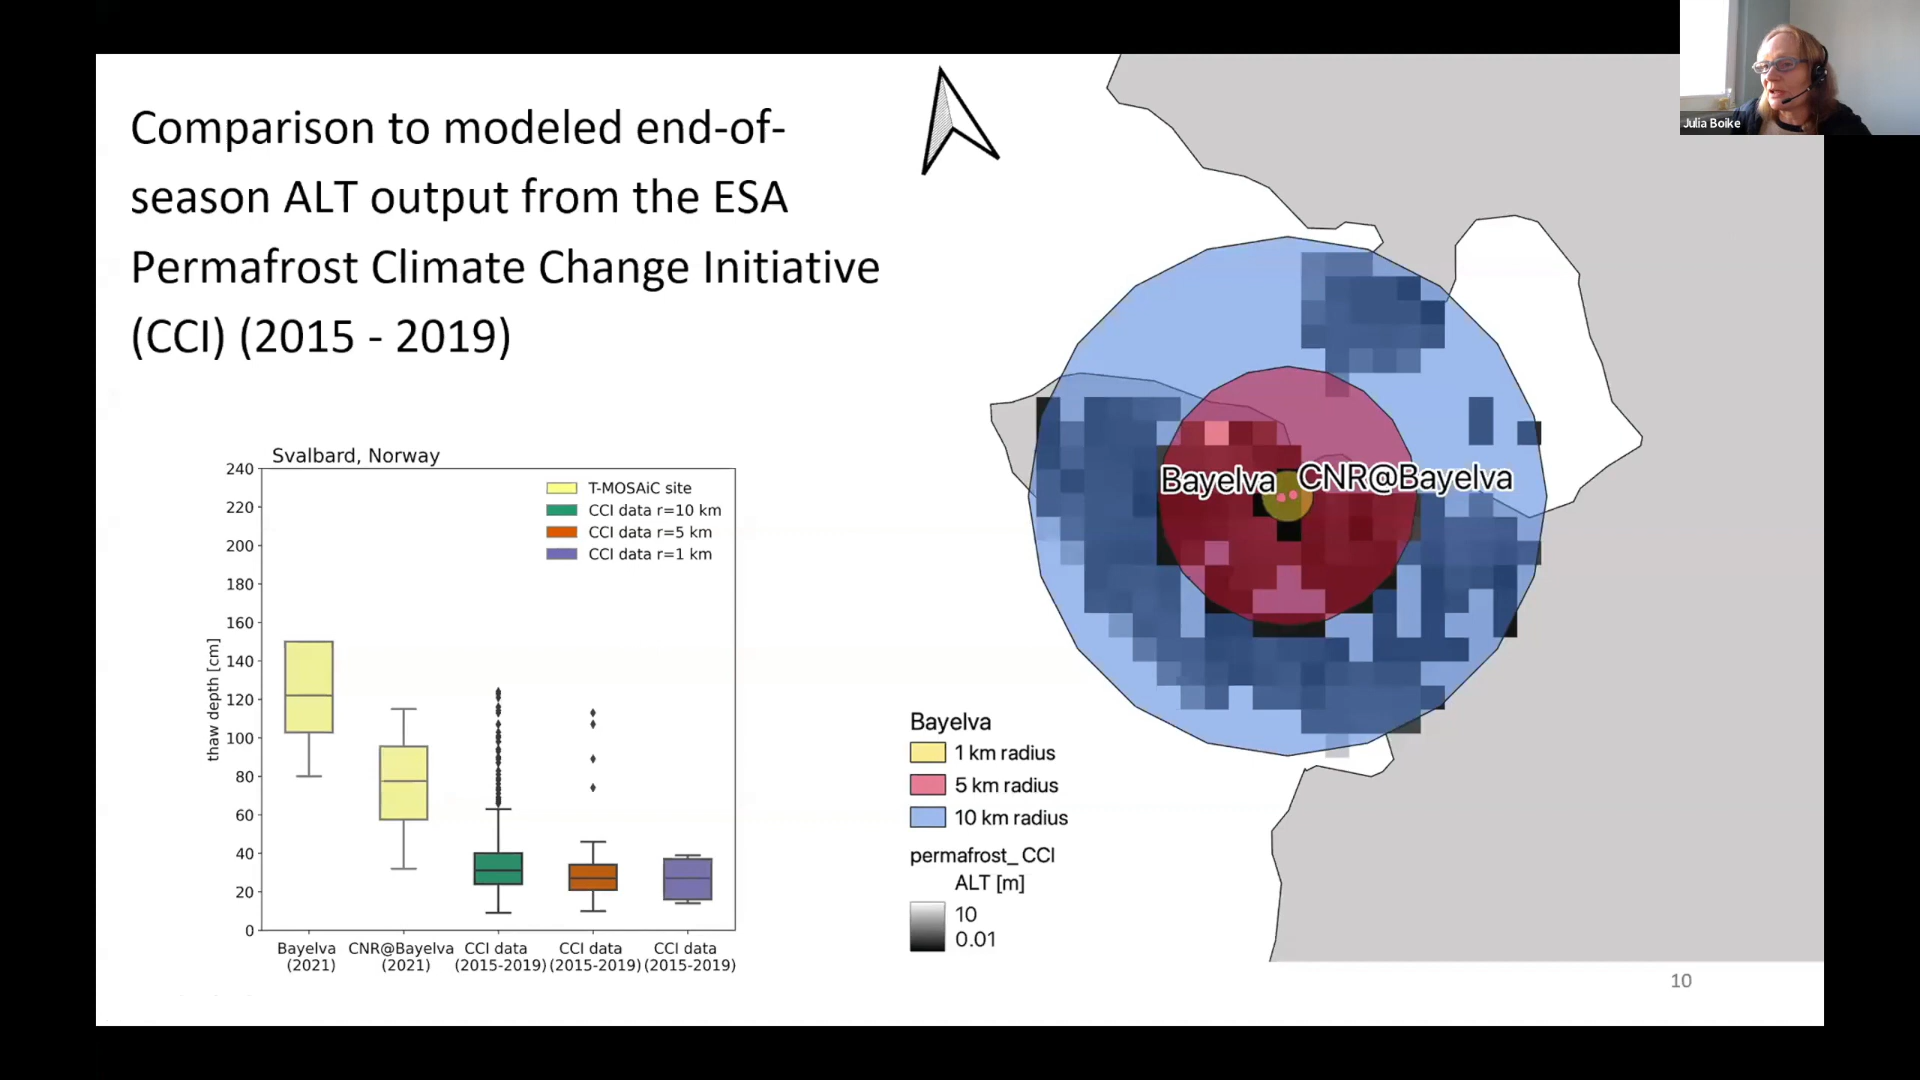 Comparison to modeled end-of-
season ALT output from the ESA
Permafrost Climate Change Initiative
(CCI) (2015 - 2019)
Julia Boike
Svalbard, Norway
240
220
200
180
160
140
120
100
80
60
40
20
0
thaw depth [cm]
T-MOSAiC site
CCI data r=10 km
CCI data r=5 km
CCI data r=1 km
Bayelva
(2021)
CNR@Bayelva
(2021)
CCI data
(2015-2019)
CCI data
(2015-2019)
CCI data
(2015-2019)
Bayelva
CNR@Bayelva
Bayelva
1 km radius
5 km radius
10 km radius
permafrost_ CCI
ALT [m]
10
0.01
10